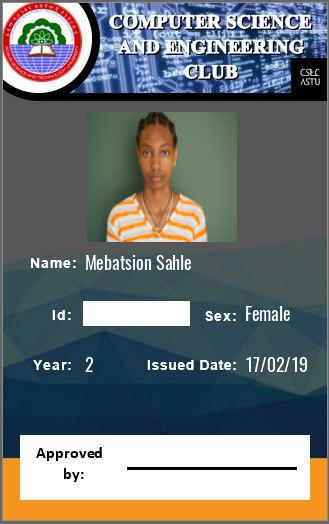 COMPUTER SCIENCE
AND ENGINEERING
CLUB
CSEC
ASTU
Name: Mebatsion Sahle
Id:
Sex: Female
Year: 2
Issued Date: 17/02/19
Approved
by: